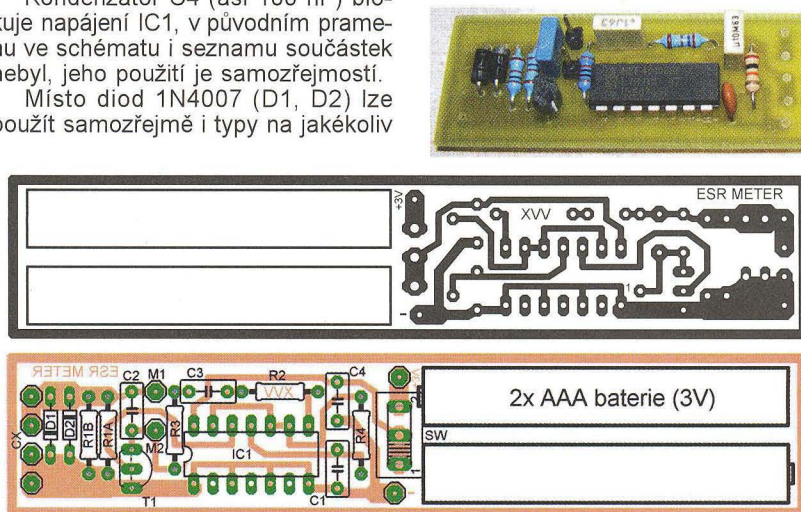 Kondenzátor C4 (asi 100 nF) blo-
kuje napájení IC1, v původním prame-
nu ve schématu i seznamu součástek
nebyl, jeho použití je samozřejmostí.
Místo diod 1N4007 (D1, D2) lze
použít samozřejmě i typy na jakékoliv
µ10M63
+3V
XVV
ESR METER
1
-
ESR METER
CX
D1
D2
R1B
R1A
C2
M1
M2
T1
R3
C3
R2
XVV
IC1
C1
C4
R4
SW
2
1
-
2x AAA baterie (3V)